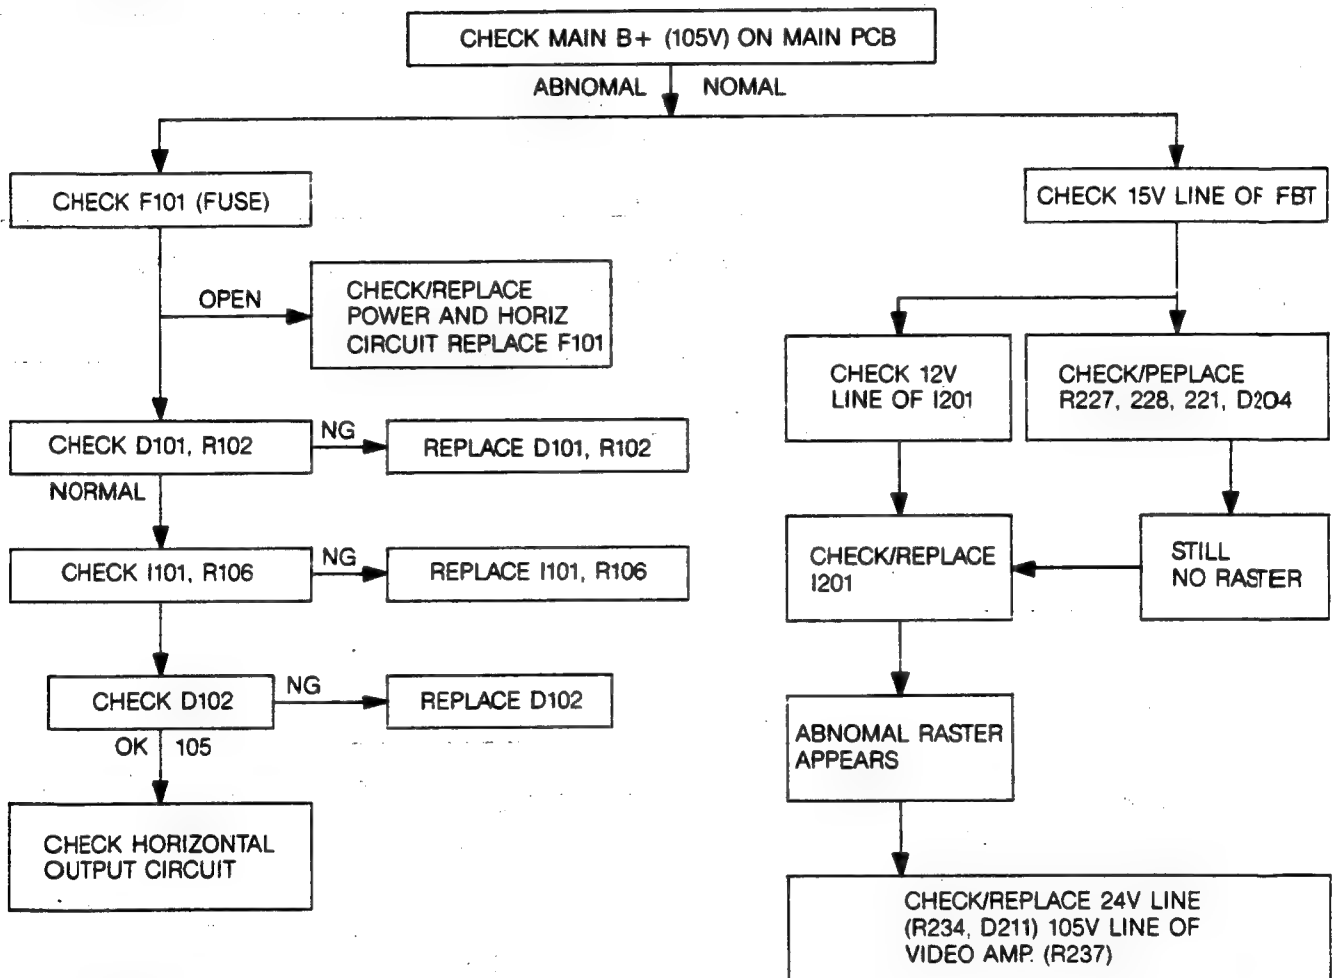 CHECK MAIN B+ (105V) ON MAIN PCB
ABNOMAL NOMAL
CHECK F101 (FUSE)
OPEN
CHECK/REPLACE
POWER AND HORIZ
CIRCUIT REPLACE F101
CHECK D101, R102
NG
REPLACE D101, R102
NORMAL
CHECK I101, R106
NG
REPLACE I101, R106
CHECK D102
NG
REPLACE D102
OK 105
CHECK HORIZONTAL
OUTPUT CIRCUIT
CHECK 15V LINE OF FBT
CHECK 12V
LINE OF I201
CHECK/PEPLACE
R227, 228, 221, D204
CHECK/REPLACE
I201
STILL
NO RASTER
ABNOMAL RASTER
APPEARS
CHECK/REPLACE 24V LINE
(R234, D211) 105V LINE OF
VIDEO AMP. (R237)